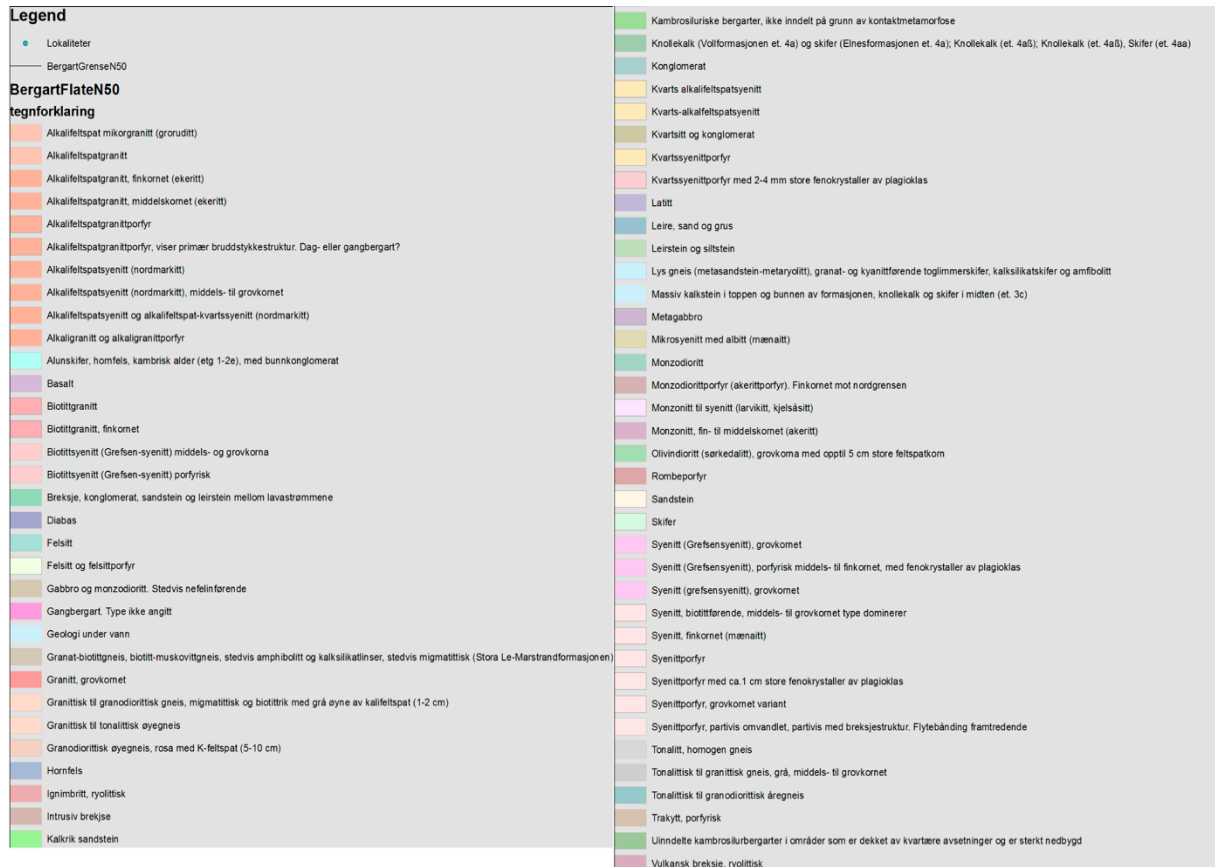 Legend
Lokaliteter
BergartGrenseN50
BergartFlateN50
tegnforklaring
Alkalifeltspat mikorgranitt (groruditt)
Alkalifeltspatgranitt
Alkalifeltspatgranitt, finkornet (ekeritt)
Alkalifeltspatgranitt, middelskornet (ekeritt)
Alkalifeltspatgranittporfyr
Alkalifeltspatgranittporfyr, viser primær bruddstykkestruktur. Dag- eller gangbergart?
Alkalifeltspatsyenitt (nordmarkitt)
Alkalifeltspatsyenitt (nordmarkitt), middels- til grovkornet
Alkalifeltspatsyenitt og alkalifeltspat-kvartssyenitt (nordmarkitt)
Alkaligranitt og alkaligranittporfyr
Alunskifer, hornfels, kambrisk alder (etg 1-2e), med bunnkonglomerat
Basalt
Biotittgranitt
Biotittgranitt, finkornet
Biotittsyenitt (Grefsen-syenitt) middels- og grovkorna
Biotittsyenitt (Grefsen-syenitt) porfyrisk
Breksje, konglomerat, sandstein og leirstein mellom lavastrømmene
Diabas
Felsitt
Felsitt og felsittporfyr
Gabbro og monzodioritt. Stedvis nefelinførende
Gangbergart. Type ikke angitt
Geologi under vann
Granat-biotittgneis, biotitt-muskovittgneis, stedvis amphibolitt og kalksilikatlinser, stedvis migmatittisk (Stora Le-Marstrandformasjonen)
Granitt, grovkornet
Granittisk til granodiorittisk gneis, migmatittisk og biotittrik med grå øyne av kalifeltspat (1-2 cm)
Granittisk til tonalittisk øyegneis
Granodiorittisk øyegneis, rosa med K-feltspat (5-10 cm)
Hornfels
Ignimbritt, ryolittisk
Intrusiv brekjse
Kalkrik sandstein
Kambrosiluriske bergarter, ikke inndelt på grunn av kontaktmetamorfose
Knollekalk (Vollformasjonen et. 4a) og skifer (Elnesformasjonen et. 4a); Knollekalk (et. 4aß); Knollekalk (et. 4aß), Skifer (et. 4aa)
Konglomerat
Kvarts alkalifeltspatsyenitt
Kvarts-alkalfeltspatsyenitt
Kvartsitt og konglomerat
Kvartssyenittporfyr
Kvartssyenittporfyr med 2-4 mm store fenokrystaller av plagioklas
Latitt
Leire, sand og grus
Leirstein og siltstein
Lys gneis (metasandstein-metaryolitt), granat- og kyanittførende toglimmerskifer, kalksilikatskifer og amfibolitt
Massiv kalkstein i toppen og bunnen av formasjonen, knollekalk og skifer i midten (et. 3c)
Metagabbro
Mikrosyenitt med albitt (mænaitt)
Monzodioritt
Monzodiorittporfyr (akerittporfyr). Finkornet mot nordgrensen
Monzonitt til syenitt (larvikitt, kjelsåsitt)
Monzonitt, fin- til middelskornet (akeritt)
Olivindioritt (sørkedalitt), grovkorna med opptil 5 cm store feltspatkorn
Rombeporfyr
Sandstein
Skifer
Syenitt (Grefsensyenitt), grovkornet
Syenitt (Grefsensyenitt), porfyrisk middels- til finkornet, med fenokrystaller av plagioklas
Syenitt (grefsensyenitt), grovkornet
Syenitt, biotittførende, middels- til grovkornet type dominerer
Syenitt, finkornet (mænaitt)
Syenittporfyr
Syenittporfyr med ca.1 cm store fenokrystaller av plagioklas
Syenittporfyr, grovkornet variant
Syenittporfyr, partivis omvandlet, partivis med breksjestruktur. Flytebånding framtredende
Tonalitt, homogen gneis
Tonalittisk til granittisk gneis, grå, middels- til grovkornet
Tonalittisk til granodiorittisk åregneis
Trakytt, porfyrisk
Uinndelte kambrosilurbergarter i områder som er dekket av kvartære avsetninger og er sterkt nedbygd
Vulkansk breksje, ryolittisk